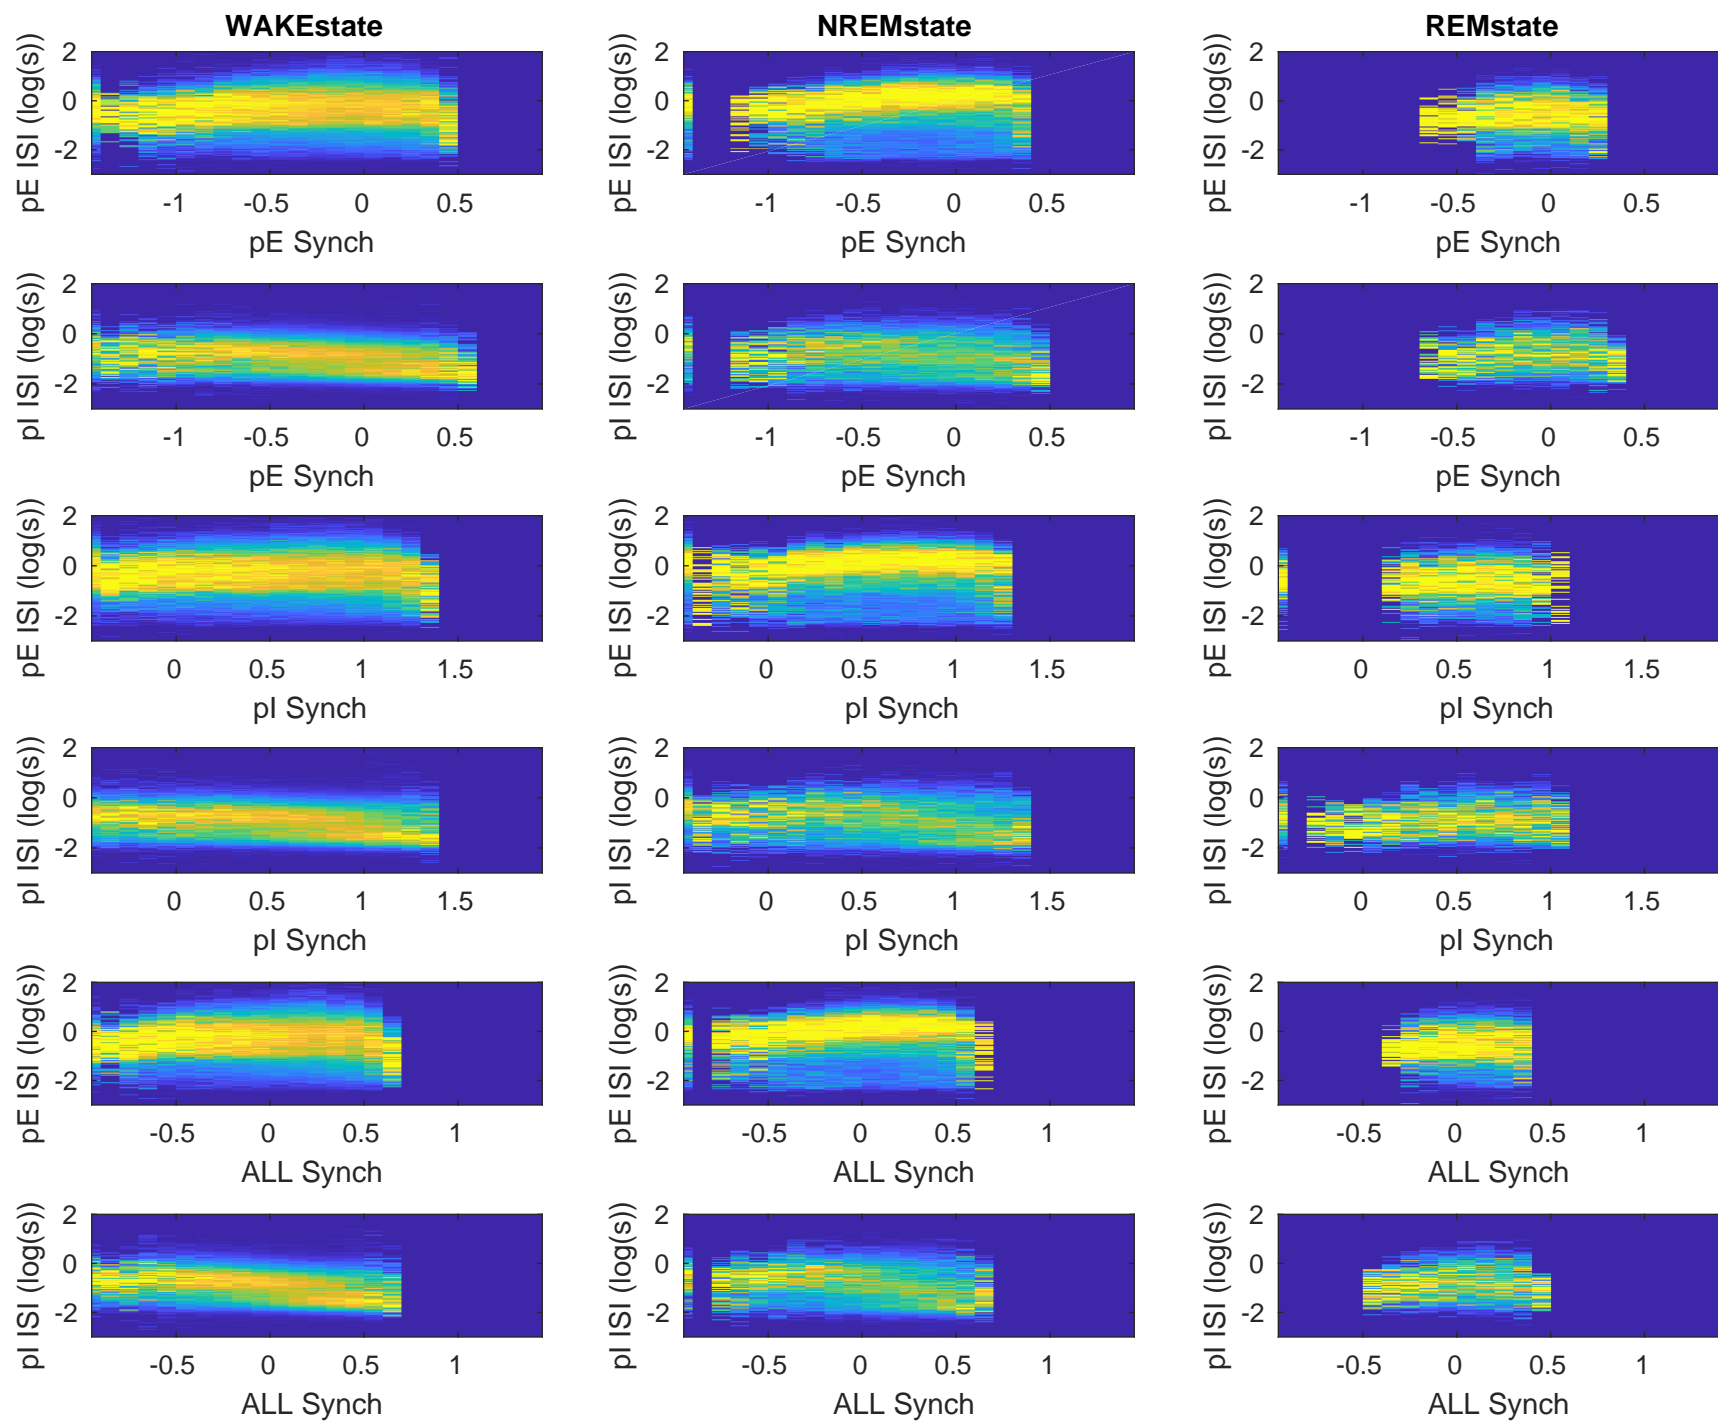 WAKEstate NREMstate REMstate
pE ISI (log(s)) 2 0 -2 pE ISI (log(s)) 2 0 -2 pE ISI (log(s)) 2 0 -2
-1 -0.5 0 0.5 -1 -0.5 0 0.5 -1 -0.5 0 0.5
pE Synch pE Synch pE Synch
pI ISI (log(s)) 2 0 -2 pI ISI (log(s)) 2 0 -2 pI ISI (log(s)) 2 0 -2
-1 -0.5 0 0.5 -1 -0.5 0 0.5 -1 -0.5 0 0.5
pE Synch pE Synch pE Synch
pE ISI (log(s)) 2 0 -2 pE ISI (log(s)) 2 0 -2 pE ISI (log(s)) 2 0 -2
0 0.5 1 1.5 0 0.5 1 1.5 0 0.5 1 1.5
pI Synch pI Synch pI Synch
pI ISI (log(s)) 2 0 -2 pI ISI (log(s)) 2 0 -2 pI ISI (log(s)) 2 0 -2
0 0.5 1 1.5 0 0.5 1 1.5 0 0.5 1 1.5
pI Synch pI Synch pI Synch
pE ISI (log(s)) 2 0 -2 pE ISI (log(s)) 2 0 -2 pE ISI (log(s)) 2 0 -2
-0.5 0 0.5 1 -0.5 0 0.5 1 -0.5 0 0.5 1
ALL Synch ALL Synch ALL Synch
pI ISI (log(s)) 2 0 -2 pI ISI (log(s)) 2 0 -2 pI ISI (log(s)) 2 0 -2
-0.5 0 0.5 1 -0.5 0 0.5 1 -0.5 0 0.5 1
ALL Synch ALL Synch ALL Synch